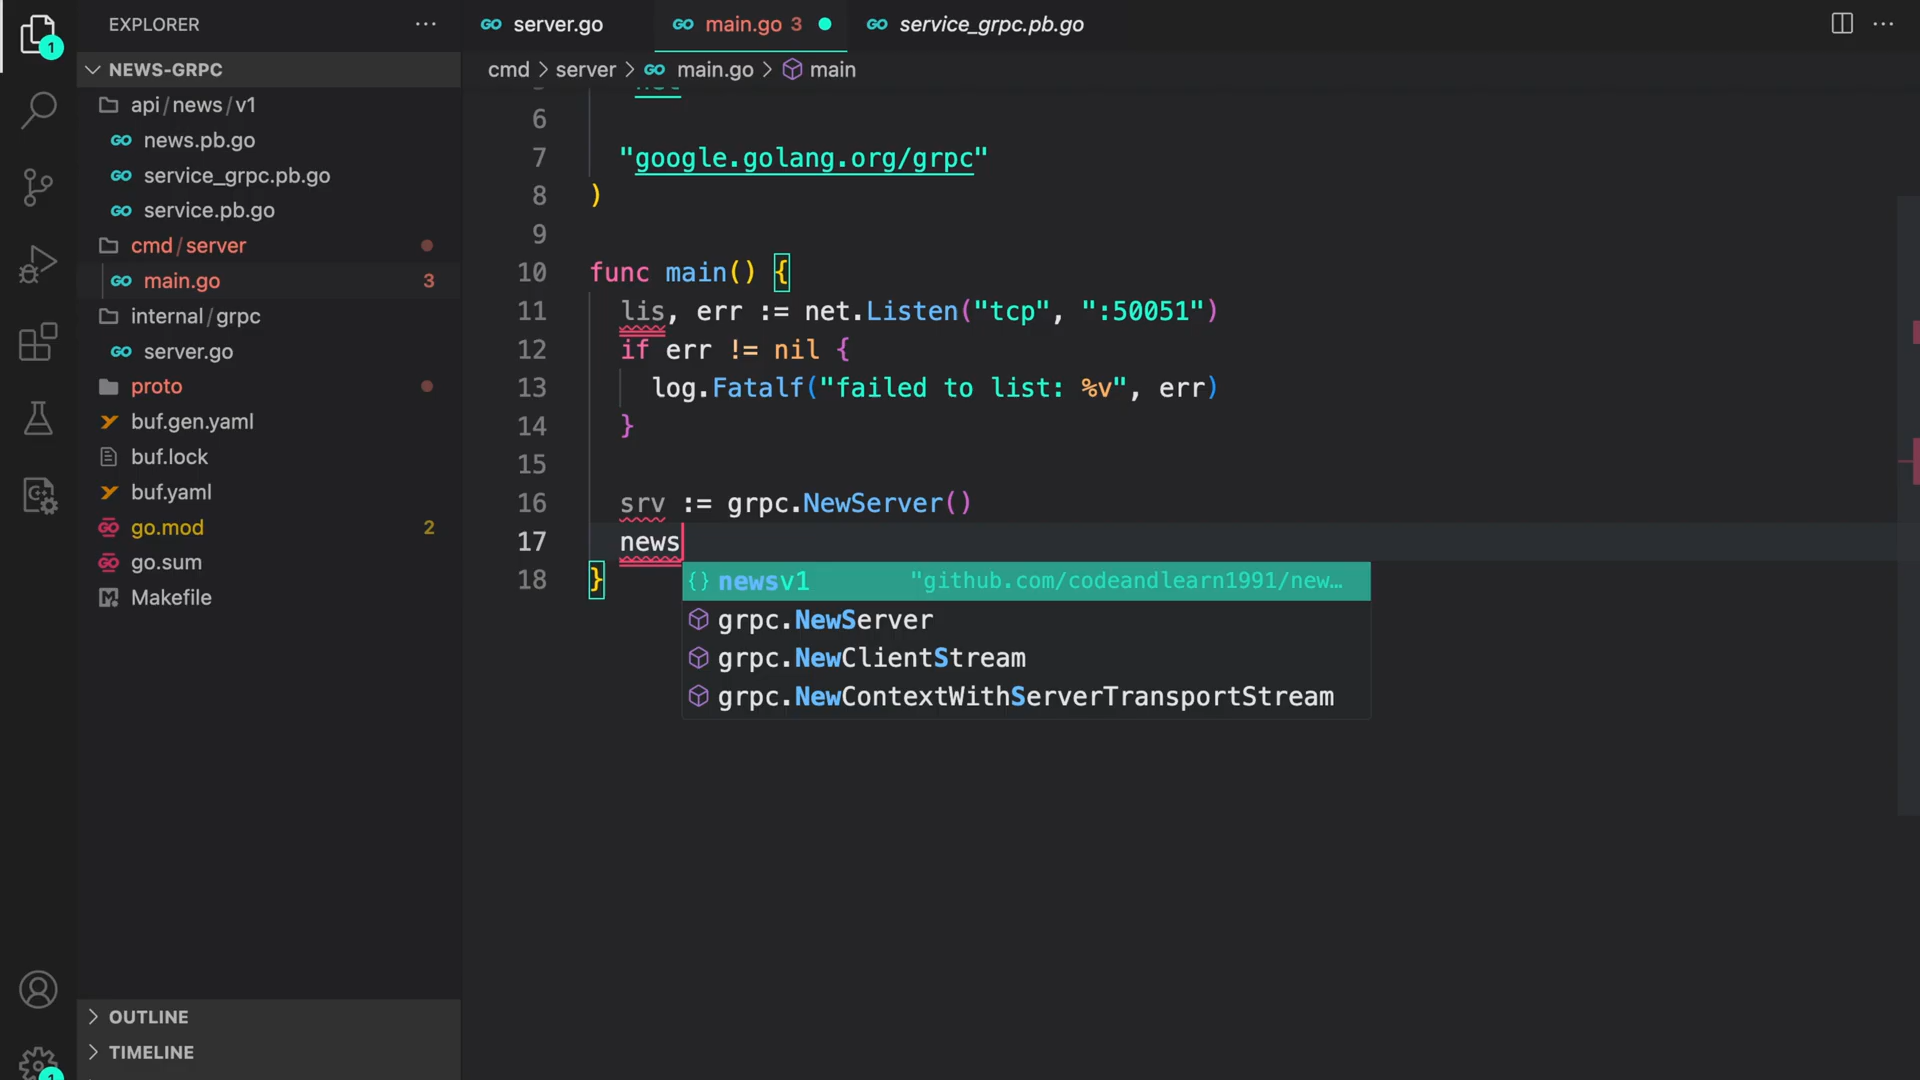 EXPLORER
···
server.go
main.go 3
service_grpc.pb.go
···
1
NEWS-GRPC
cmd > server > main.go > main
api/news/v1
news.pb.go
service_grpc.pb.go
service.pb.go
cmd/server
main.go 3
internal/grpc
server.go
proto
buf.gen.yaml
buf.lock
buf.yaml
go.mod 2
go.sum
Makefile
OUTLINE
TIMELINE
1
6
7 "google.golang.org/grpc"
8 )
9
10 func main() {
11 lis, err := net.Listen("tcp", ":50051")
12 if err != nil {
13 log.Fatalf("failed to list: %v", err)
14 }
15
16 srv := grpc.NewServer()
17 news
18 }
{} newsv1 "github.com/codeandlearn1991/new…
grpc.NewServer
grpc.NewClientStream
grpc.NewContextWithServerTransportStream